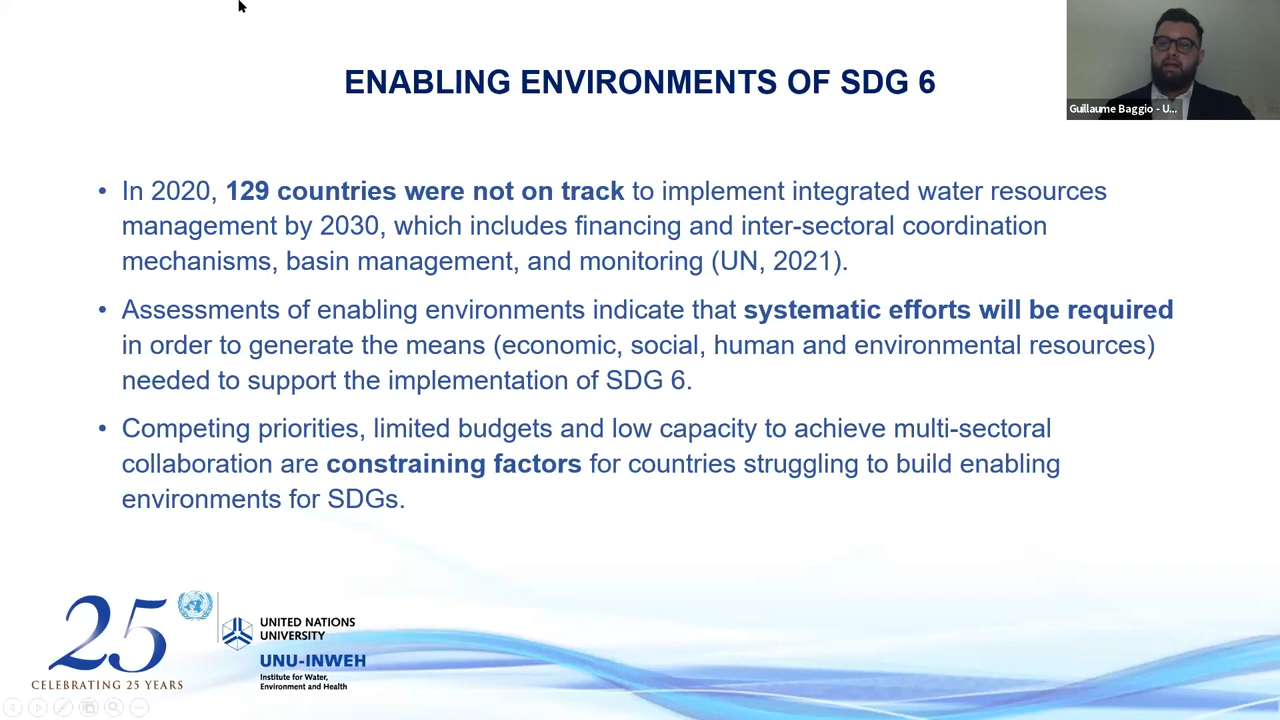 ENABLING ENVIRONMENTS OF SDG 6
Guillaume Baggio - U...
• In 2020, 129 countries were not on track to implement integrated water resources
management by 2030, which includes financing and inter-sectoral coordination
mechanisms, basin management, and monitoring (UN, 2021).
• Assessments of enabling environments indicate that systematic efforts will be required
in order to generate the means (economic, social, human and environmental resources)
needed to support the implementation of SDG 6.
• Competing priorities, limited budgets and low capacity to achieve multi-sectoral
collaboration are constraining factors for countries struggling to build enabling
environments for SDGs.
25
CELEBRATING 25 YEARS
UNITED NATIONS
UNIVERSITY
UNU-INWEH
Institute for Water,
Environment and Health